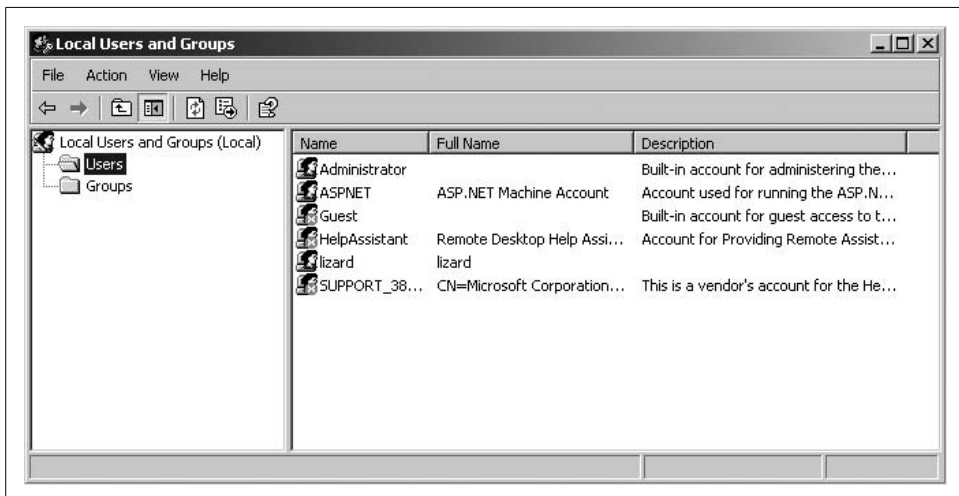 Local Users and Groups
File Action View Help
Local Users and Groups (Local)
Users
Groups
Name Full Name Description
Administrator Built-in account for administering the...
ASPNET ASP.NET Machine Account Account used for running the ASP.N...
Guest Built-in account for guest access to t...
HelpAssistant Remote Desktop Help Assi... Account for Providing Remote Assist...
lizard lizard
SUPPORT_38... CN=Microsoft Corporation... This is a vendor's account for the He...